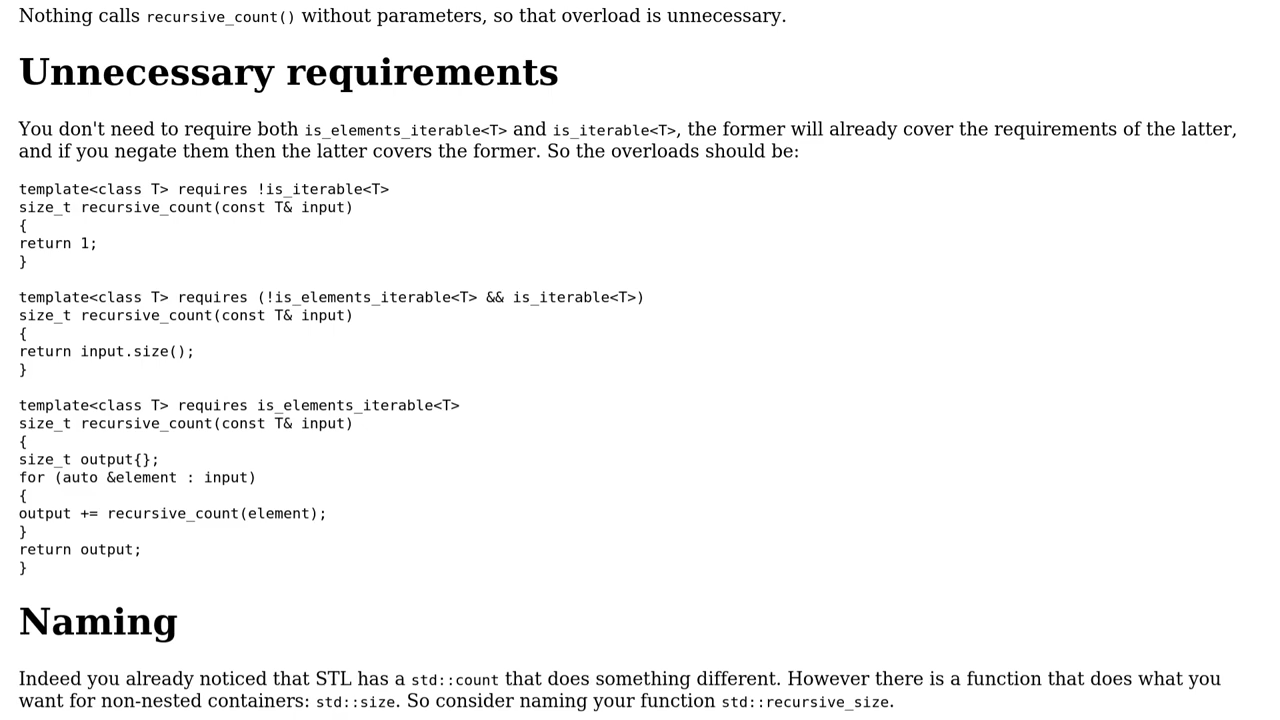 Nothing calls recursive_count() without parameters, so that overload is unnecessary.
Unnecessary requirements
You don't need to require both is_elements_iterable<T> and is_iterable<T>, the former will already cover the requirements of the latter,
and if you negate them then the latter covers the former. So the overloads should be:
template<class T> requires !is_iterable<T>
size_t recursive_count(const T& input)
{
return 1;
}
template<class T> requires (!is_elements_iterable<T> && is_iterable<T>)
size_t recursive_count(const T& input)
{
return input.size();
}
template<class T> requires is_elements_iterable<T>
size_t recursive_count(const T& input)
{
size_t output{};
for (auto &element : input)
{
output += recursive_count(element);
}
return output;
}
Naming
Indeed you already noticed that STL has a std::count that does something different. However there is a function that does what you
want for non-nested containers: std::size. So consider naming your function std::recursive_size.